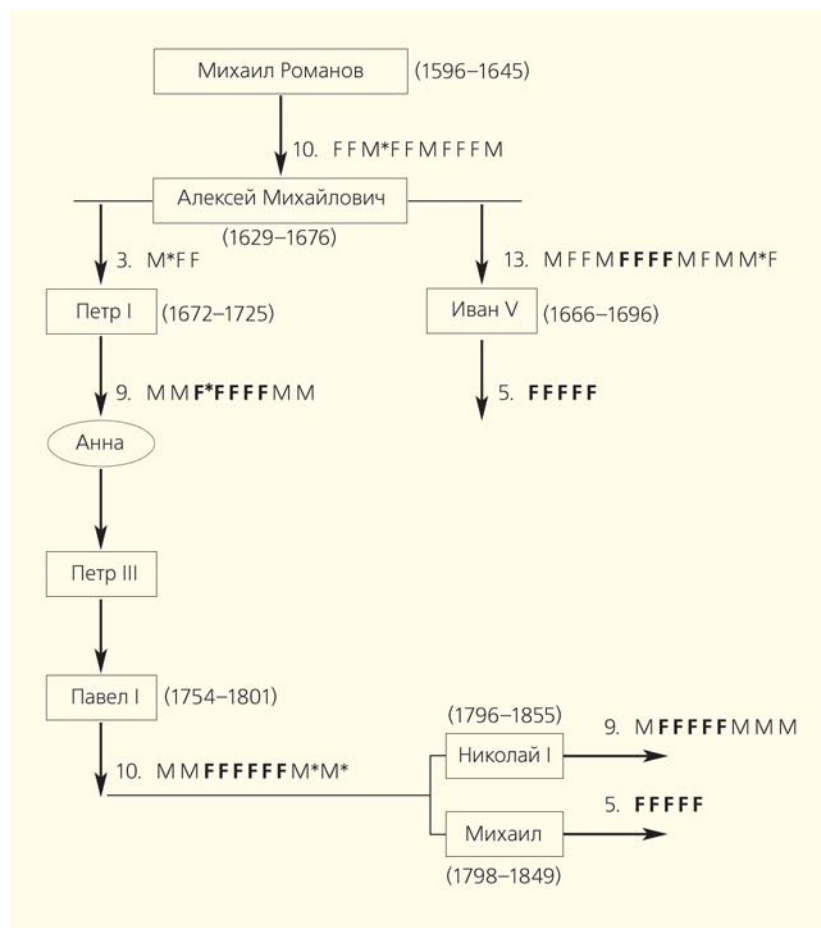 Михаил Романов (1596–1645)
10. F F M*F F M F F F M
Алексей Михайлович
(1629–1676)
3. M*F F
13. M F F M F F F F M F M M*F
Петр I (1672–1725)
Иван V (1666–1696)
9. M M F*F F F F M M
5. F F F F F
Анна
Петр III
Павел I (1754–1801)
10. M M F F F F F F M*M*
(1796–1855)
Николай I
9. M F F F F F M M M
5. F F F F F
Михаил
(1798–1849)